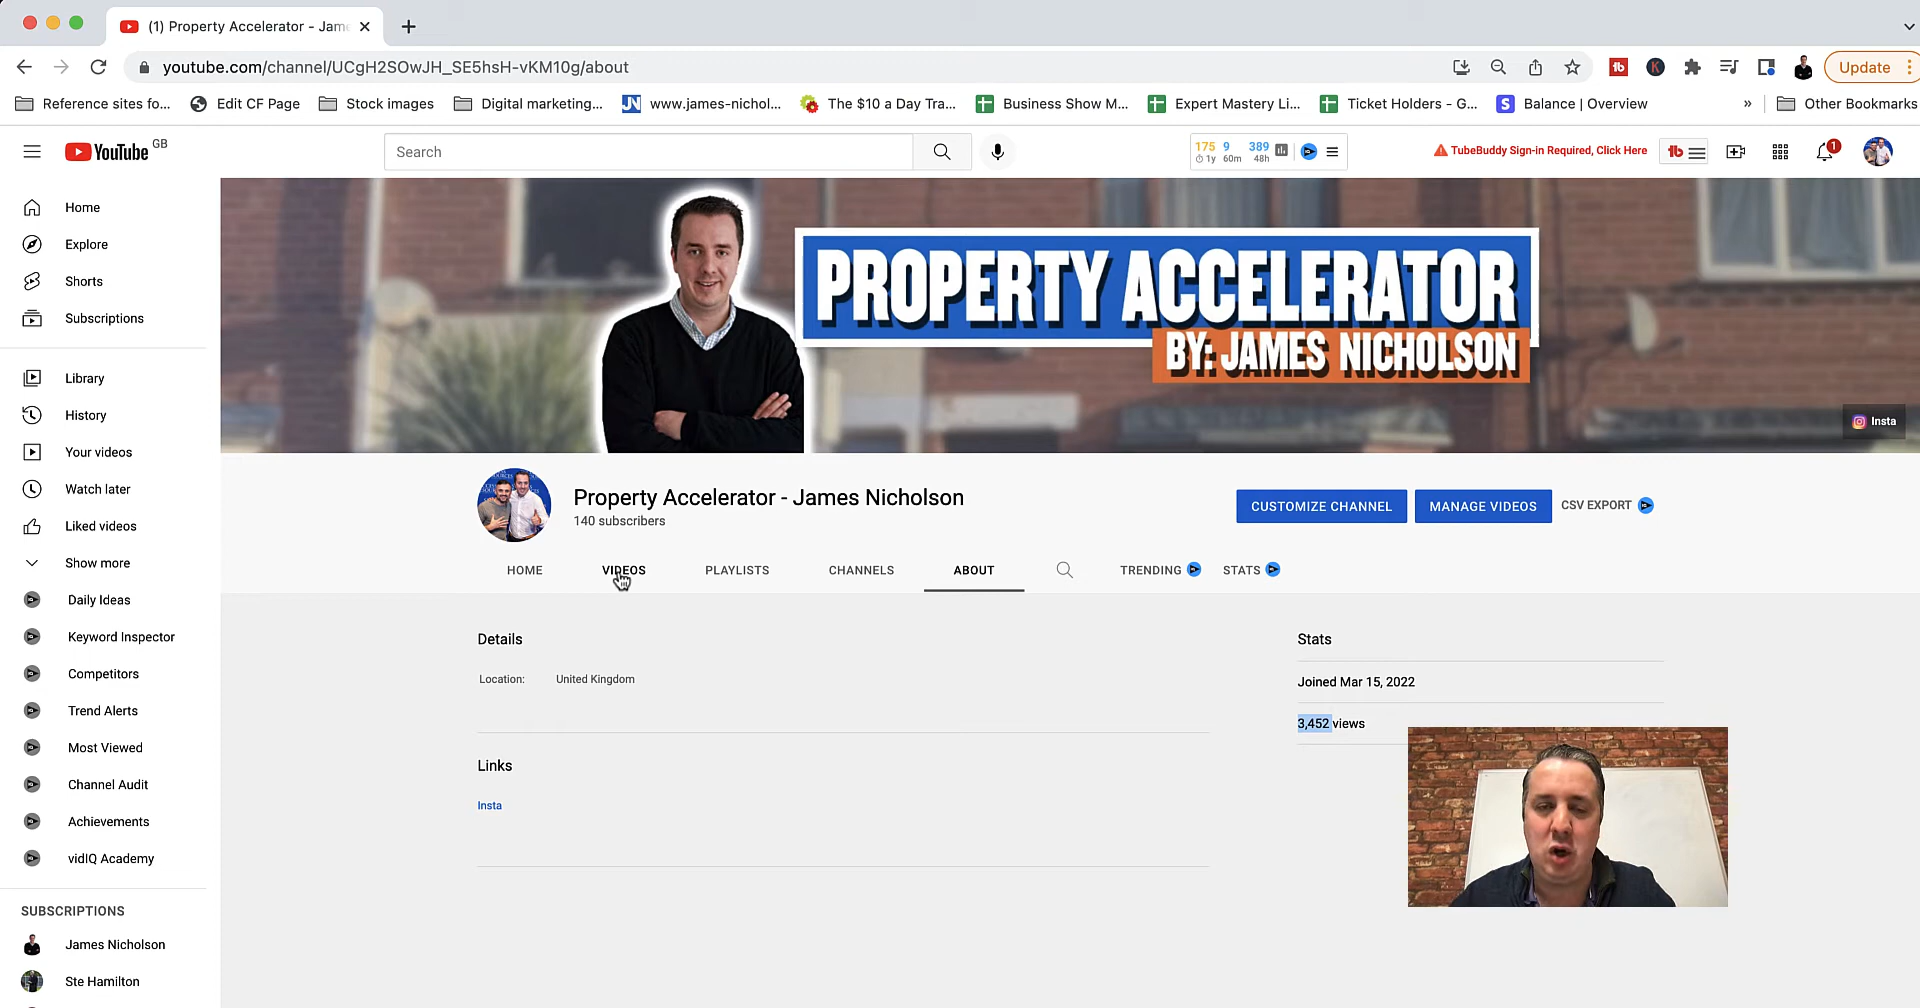 (1) Property Accelerator - Jam
youtube.com/channel/UCgH2SOwJH_SE5hsH-vKM10g/about
Update
Reference sites fo...
Edit CF Page
Stock images
Digital marketing...
JN
www.james-nichol...
The $10 a Day Tra...
Business Show M...
Expert Mastery Li...
Ticket Holders - G...
S
Balance | Overview
»
Other Bookmarks
YouTube GB
Search
175 9 389
1y 60m 48h
TubeBuddy Sign-in Required, Click Here
tb
1
Home
Explore
Shorts
Subscriptions
Library
History
Your videos
Watch later
Liked videos
Show more
Daily Ideas
Keyword Inspector
Competitors
Trend Alerts
Most Viewed
Channel Audit
Achievements
vidIQ Academy
SUBSCRIPTIONS
James Nicholson
Ste Hamilton
PROPERTY ACCELERATOR
BY: JAMES NICHOLSON
Insta
Property Accelerator - James Nicholson
140 subscribers
CUSTOMIZE CHANNEL
MANAGE VIDEOS
CSV EXPORT
HOME
VIDEOS
PLAYLISTS
CHANNELS
ABOUT
TRENDING
STATS
Details
Location: United Kingdom
Links
Insta
Stats
Joined Mar 15, 2022
3,452 views